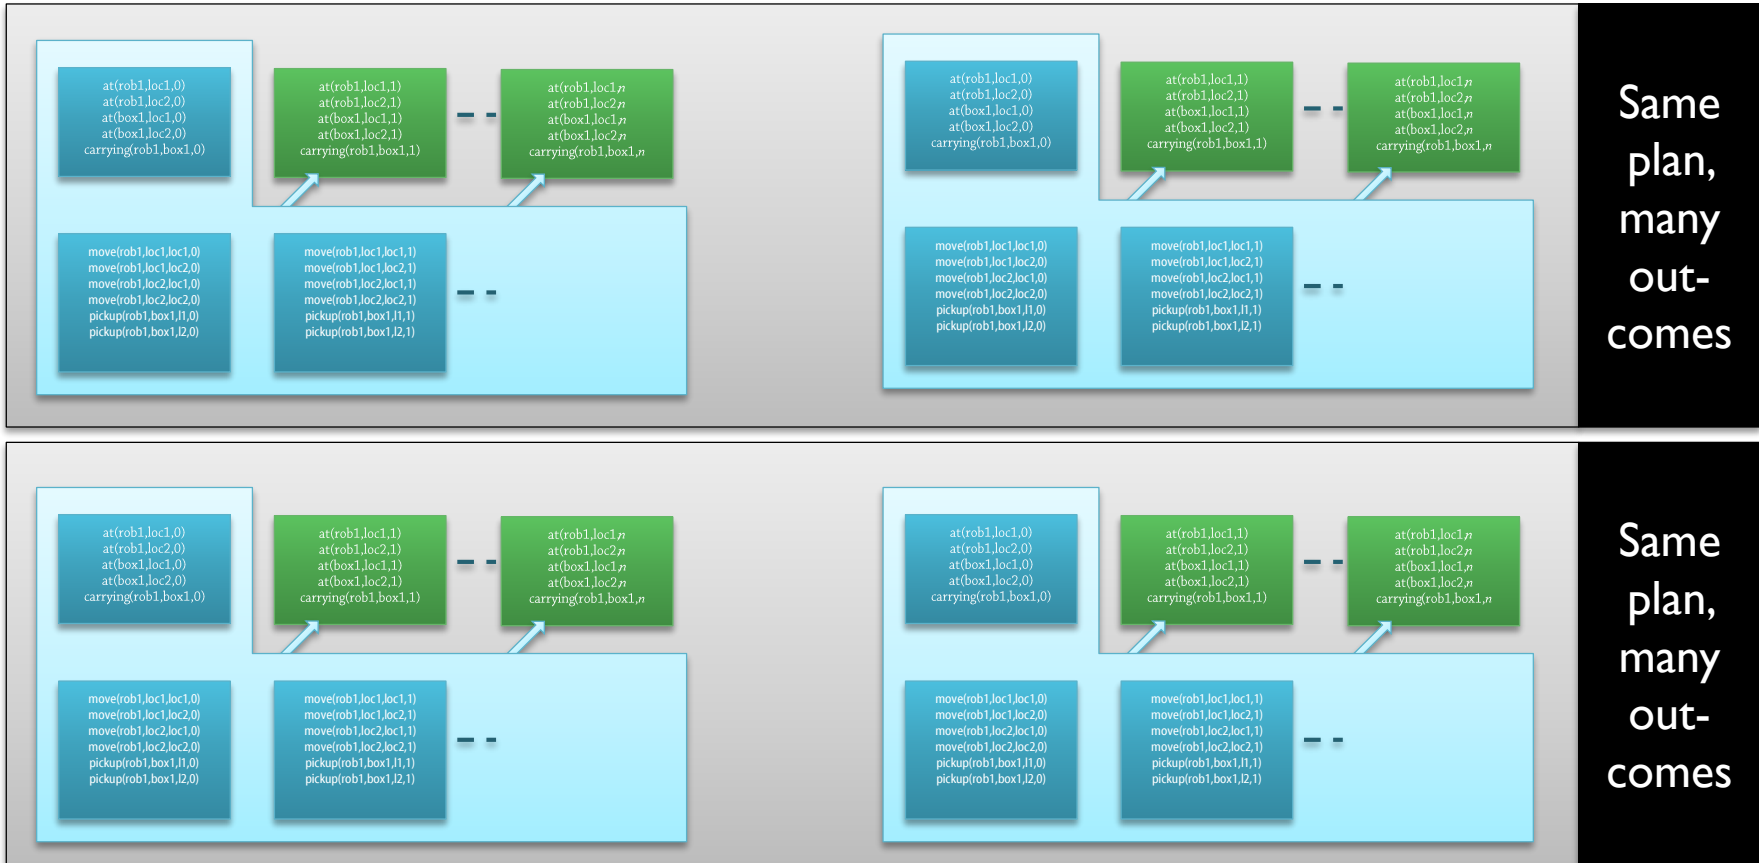 at(rob1,loc1,0)
at(rob1,loc2,0)
at(box1,loc1,0)
at(box1,loc2,0)
carrying(rob1,box1,0)
at(rob1,loc1,1)
at(rob1,loc2,1)
at(box1,loc1,1)
at(box1,loc2,1)
carrying(rob1,box1,1)
at(rob1,loc1,n
at(rob1,loc2,n
at(box1,loc1,n
at(box1,loc2,n
carrying(rob1,box1,n
move(rob1,loc1,loc1,0)
move(rob1,loc1,loc2,0)
move(rob1,loc2,loc1,0)
move(rob1,loc2,loc2,0)
pickup(rob1,box1,l1,0)
pickup(rob1,box1,l2,0)
move(rob1,loc1,loc1,1)
move(rob1,loc1,loc2,1)
move(rob1,loc2,loc1,1)
move(rob1,loc2,loc2,1)
pickup(rob1,box1,l1,1)
pickup(rob1,box1,l2,1)
at(rob1,loc1,0)
at(rob1,loc2,0)
at(box1,loc1,0)
at(box1,loc2,0)
carrying(rob1,box1,0)
at(rob1,loc1,1)
at(rob1,loc2,1)
at(box1,loc1,1)
at(box1,loc2,1)
carrying(rob1,box1,1)
at(rob1,loc1,n
at(rob1,loc2,n
at(box1,loc1,n
at(box1,loc2,n
carrying(rob1,box1,n
move(rob1,loc1,loc1,0)
move(rob1,loc1,loc2,0)
move(rob1,loc2,loc1,0)
move(rob1,loc2,loc2,0)
pickup(rob1,box1,l1,0)
pickup(rob1,box1,l2,0)
move(rob1,loc1,loc1,1)
move(rob1,loc1,loc2,1)
move(rob1,loc2,loc1,1)
move(rob1,loc2,loc2,1)
pickup(rob1,box1,l1,1)
pickup(rob1,box1,l2,1)
Same
plan,
many
out-
comes
at(rob1,loc1,0)
at(rob1,loc2,0)
at(box1,loc1,0)
at(box1,loc2,0)
carrying(rob1,box1,0)
at(rob1,loc1,1)
at(rob1,loc2,1)
at(box1,loc1,1)
at(box1,loc2,1)
carrying(rob1,box1,1)
at(rob1,loc1,n
at(rob1,loc2,n
at(box1,loc1,n
at(box1,loc2,n
carrying(rob1,box1,n
move(rob1,loc1,loc1,0)
move(rob1,loc1,loc2,0)
move(rob1,loc2,loc1,0)
move(rob1,loc2,loc2,0)
pickup(rob1,box1,l1,0)
pickup(rob1,box1,l2,0)
move(rob1,loc1,loc1,1)
move(rob1,loc1,loc2,1)
move(rob1,loc2,loc1,1)
move(rob1,loc2,loc2,1)
pickup(rob1,box1,l1,1)
pickup(rob1,box1,l2,1)
at(rob1,loc1,0)
at(rob1,loc2,0)
at(box1,loc1,0)
at(box1,loc2,0)
carrying(rob1,box1,0)
at(rob1,loc1,1)
at(rob1,loc2,1)
at(box1,loc1,1)
at(box1,loc2,1)
carrying(rob1,box1,1)
at(rob1,loc1,n
at(rob1,loc2,n
at(box1,loc1,n
at(box1,loc2,n
carrying(rob1,box1,n
move(rob1,loc1,loc1,0)
move(rob1,loc1,loc2,0)
move(rob1,loc2,loc1,0)
move(rob1,loc2,loc2,0)
pickup(rob1,box1,l1,0)
pickup(rob1,box1,l2,0)
move(rob1,loc1,loc1,1)
move(rob1,loc1,loc2,1)
move(rob1,loc2,loc1,1)
move(rob1,loc2,loc2,1)
pickup(rob1,box1,l1,1)
pickup(rob1,box1,l2,1)
Same
plan,
many
out-
comes